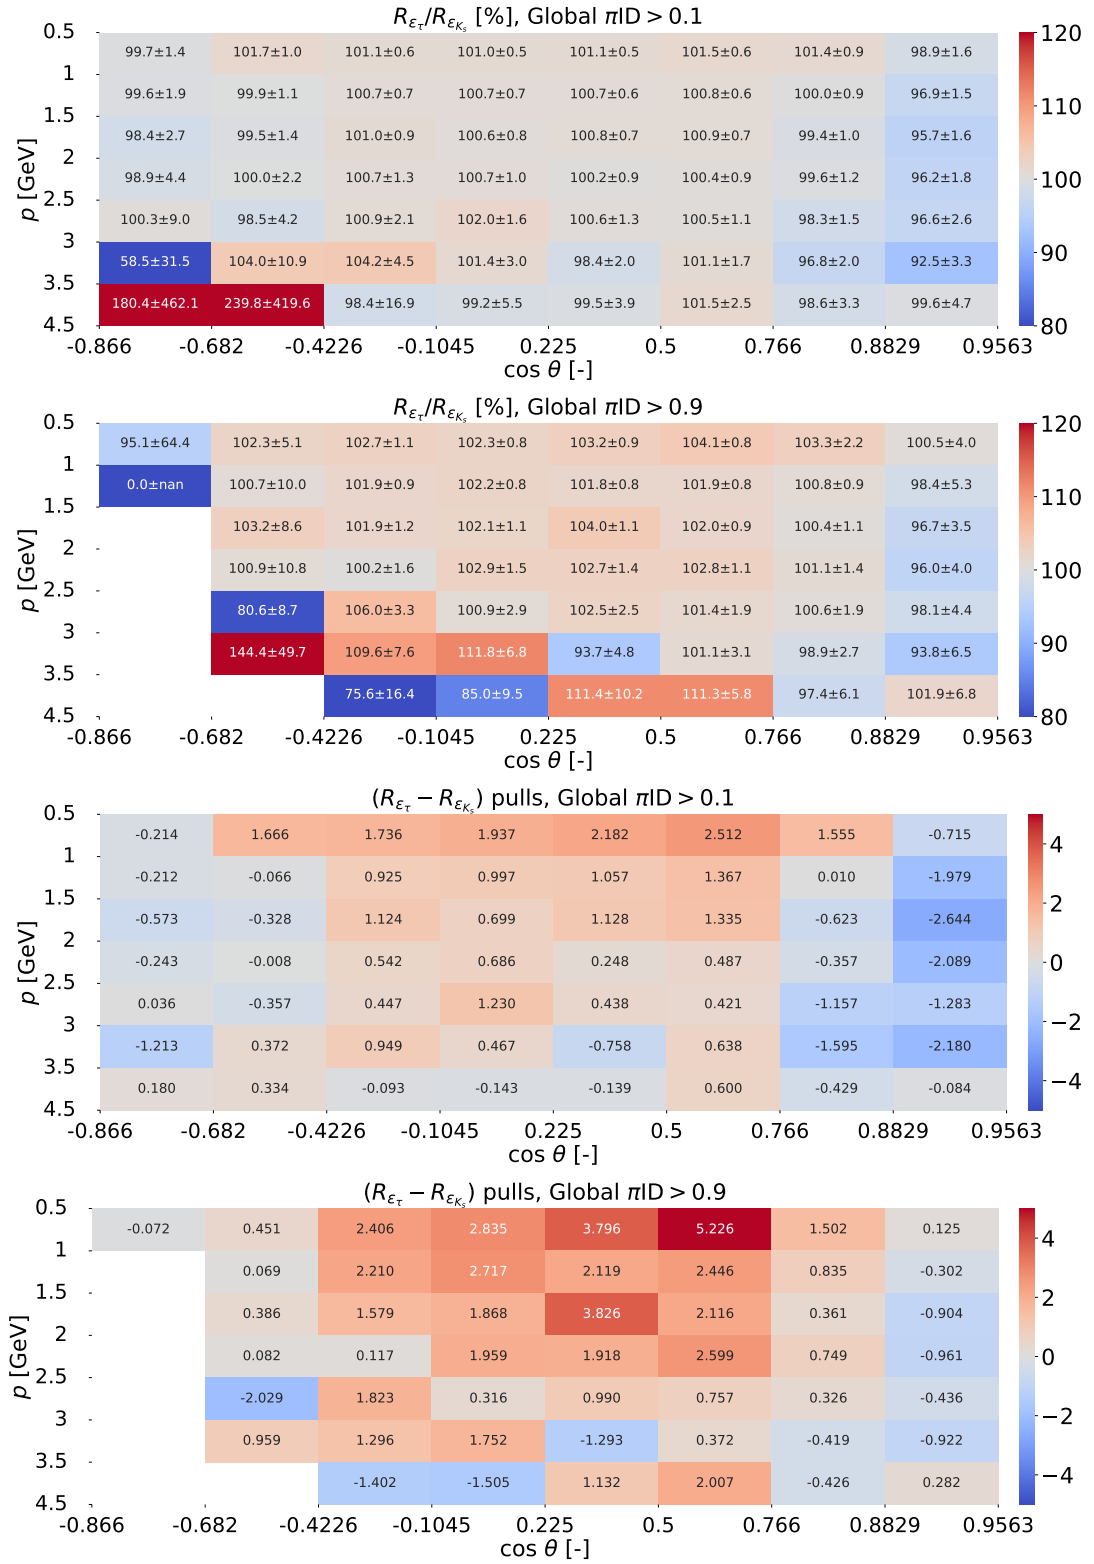 R_{ε_τ}/R_{ε_{K_s}} [%], Global πID > 0.1
0.5
99.7±1.4 101.7±1.0 101.1±0.6 101.0±0.5 101.1±0.5 101.5±0.6 101.4±0.9 98.9±1.6
1
99.6±1.9 99.9±1.1 100.7±0.7 100.7±0.7 100.7±0.6 100.8±0.6 100.0±0.9 96.9±1.5
1.5
98.4±2.7 99.5±1.4 101.0±0.9 100.6±0.8 100.8±0.7 100.9±0.7 99.4±1.0 95.7±1.6
2
98.9±4.4 100.0±2.2 100.7±1.3 100.7±1.0 100.2±0.9 100.4±0.9 99.6±1.2 96.2±1.8
2.5
100.3±9.0 98.5±4.2 100.9±2.1 102.0±1.6 100.6±1.3 100.5±1.1 98.3±1.5 96.6±2.6
3
58.5±31.5 104.0±10.9 104.2±4.5 101.4±3.0 98.4±2.0 101.1±1.7 96.8±2.0 92.5±3.3
3.5
180.4±462.1 239.8±419.6 98.4±16.9 99.2±5.5 99.5±3.9 101.5±2.5 98.6±3.3 99.6±4.7
4.5
p [GeV]
-0.866 -0.682 -0.4226 -0.1045 0.225 0.5 0.766 0.8829 0.9563
cos θ [-]
120
110
100
90
80
R_{ε_τ}/R_{ε_{K_s}} [%], Global πID > 0.9
0.5
95.1±64.4 102.3±5.1 102.7±1.1 102.3±0.8 103.2±0.9 104.1±0.8 103.3±2.2 100.5±4.0
1
0.0±nan 100.7±10.0 101.9±0.9 102.2±0.8 101.8±0.8 101.9±0.8 100.8±0.9 98.4±5.3
1.5
103.2±8.6 101.9±1.2 102.1±1.1 104.0±1.1 102.0±0.9 100.4±1.1 96.7±3.5
2
100.9±10.8 100.2±1.6 102.9±1.5 102.7±1.4 102.8±1.1 101.1±1.4 96.0±4.0
2.5
80.6±8.7 106.0±3.3 100.9±2.9 102.5±2.5 101.4±1.9 100.6±1.9 98.1±4.4
3
144.4±49.7 109.6±7.6 111.8±6.8 93.7±4.8 101.1±3.1 98.9±2.7 93.8±6.5
3.5
75.6±16.4 85.0±9.5 111.4±10.2 111.3±5.8 97.4±6.1 101.9±6.8
4.5
p [GeV]
-0.866 -0.682 -0.4226 -0.1045 0.225 0.5 0.766 0.8829 0.9563
cos θ [-]
120
110
100
90
80
(R_{ε_τ} − R_{ε_{K_s}}) pulls, Global πID > 0.1
0.5
-0.214 1.666 1.736 1.937 2.182 2.512 1.555 -0.715
1
-0.212 -0.066 0.925 0.997 1.057 1.367 0.010 -1.979
1.5
-0.573 -0.328 1.124 0.699 1.128 1.335 -0.623 -2.644
2
-0.243 -0.008 0.542 0.686 0.248 0.487 -0.357 -2.089
2.5
0.036 -0.357 0.447 1.230 0.438 0.421 -1.157 -1.283
3
-1.213 0.372 0.949 0.467 -0.758 0.638 -1.595 -2.180
3.5
0.180 0.334 -0.093 -0.143 -0.139 0.600 -0.429 -0.084
4.5
p [GeV]
-0.866 -0.682 -0.4226 -0.1045 0.225 0.5 0.766 0.8829 0.9563
cos θ [-]
4
2
0
−2
−4
(R_{ε_τ} − R_{ε_{K_s}}) pulls, Global πID > 0.9
0.5
-0.072 0.451 2.406 2.835 3.796 5.226 1.502 0.125
1
0.069 2.210 2.717 2.119 2.446 0.835 -0.302
1.5
0.386 1.579 1.868 3.826 2.116 0.361 -0.904
2
0.082 0.117 1.959 1.918 2.599 0.749 -0.961
2.5
-2.029 1.823 0.316 0.990 0.757 0.326 -0.436
3
0.959 1.296 1.752 -1.293 0.372 -0.419 -0.922
3.5
-1.402 -1.505 1.132 2.007 -0.426 0.282
4.5
p [GeV]
-0.866 -0.682 -0.4226 -0.1045 0.225 0.5 0.766 0.8829 0.9563
cos θ [-]
4
2
0
−2
−4